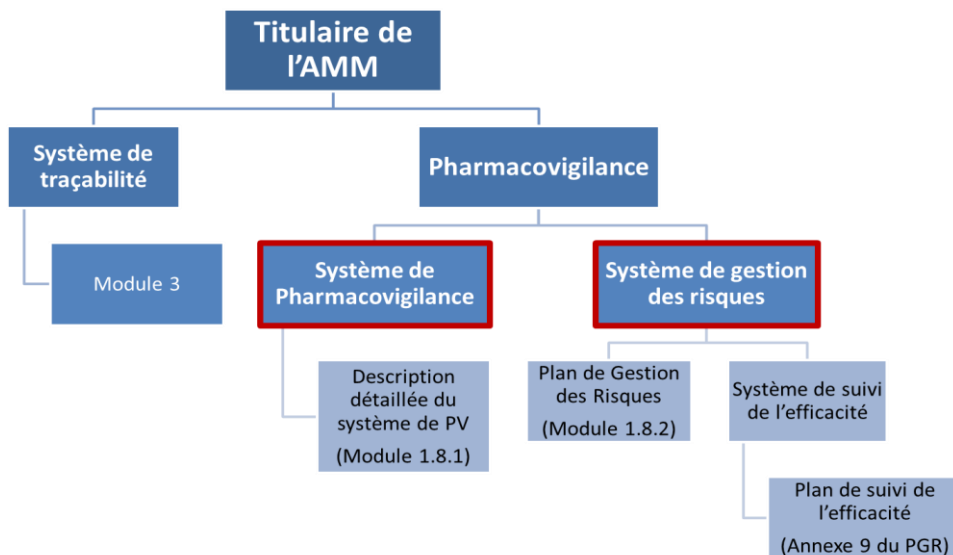 Titulaire de
l'AMM
Système de
traçabilité
Pharmacovigilance
Module 3
Système de
Pharmacovigilance
Système de gestion
des risques
Description
détaillée du
système de PV
(Module 1.8.1)
Plan de Gestion
des Risques
(Module 1.8.2)
Système de suivi
de l'efficacité
Plan de suivi de
l'efficacité
(Annexe 9 du PGR)